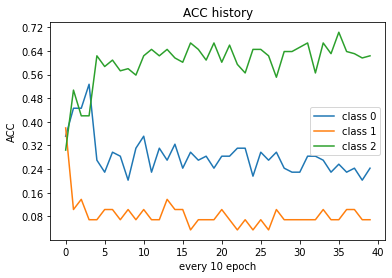 ACC history
0.72
0.64
0.56
0.48
0.40
0.32
0.24
0.16
0.08
ACC
class 0
class 1
class 2
0 5 10 15 20 25 30 35 40
every 10 epoch